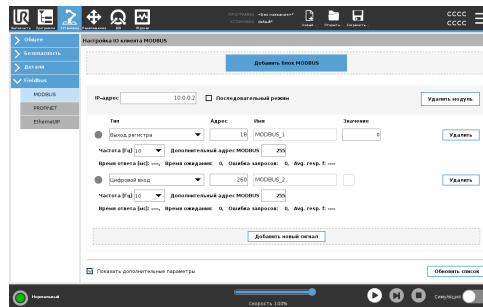 ПРОГРАММА <Без названия>*
УСТАНОВКА default*
CCCC
CCCC
Выполнить Программа Установка Перемещение I/O Журнал
Новый... Открыть... Сохранить...
Общее
Безопасность
Детали
Fieldbus
MODBUS
PROFINET
EtherNet/IP
Настройка IO клиента MODBUS
Добавить блок MODBUS
IP-адрес 10.0.0.2 Последовательный режим Удалить модуль
Тип Адрес Имя Значение
Выход регистра 18 MODBUS_1 0 Удалить
Частота [Гц] 10 Дополнительный адрес MODBUS 255
Время ответа [мс]: ---, Время ожидания: 0, Ошибка запросов: 0, Avg. resp. f: ---
Цифровой вход 260 MODBUS_2 Удалить
Частота [Гц] 10 Дополнительный адрес MODBUS 255
Время ответа [мс]: ---, Время ожидания: 0, Ошибка запросов: 0, Avg. resp. f: ---
Добавить новый сигнал
Показать дополнительные параметры Обновить список
Нормальный
Скорость 100%
Симуляция